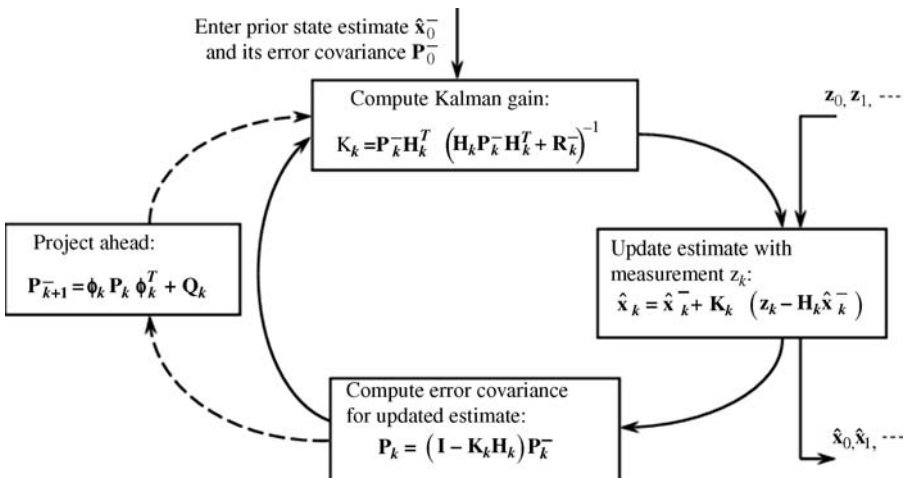 Enter prior state estimate x̂₀⁻
and its error covariance P₀⁻
Compute Kalman gain:
Kₖ =Pₖ⁻Hₖᵀ (HₖPₖ⁻Hₖᵀ + Rₖ⁻)⁻¹
z₀, z₁, ----
Project ahead:
P⁻ₖ₊₁ = ϕₖ Pₖ ϕₖᵀ + Qₖ
Update estimate with
measurement zₖ:
x̂ₖ = x̂ₖ⁻ + Kₖ (zₖ – Hₖx̂ₖ⁻)
Compute error covariance
for updated estimate:
Pₖ = (I – KₖHₖ)Pₖ⁻
x̂₀,x̂₁, ----